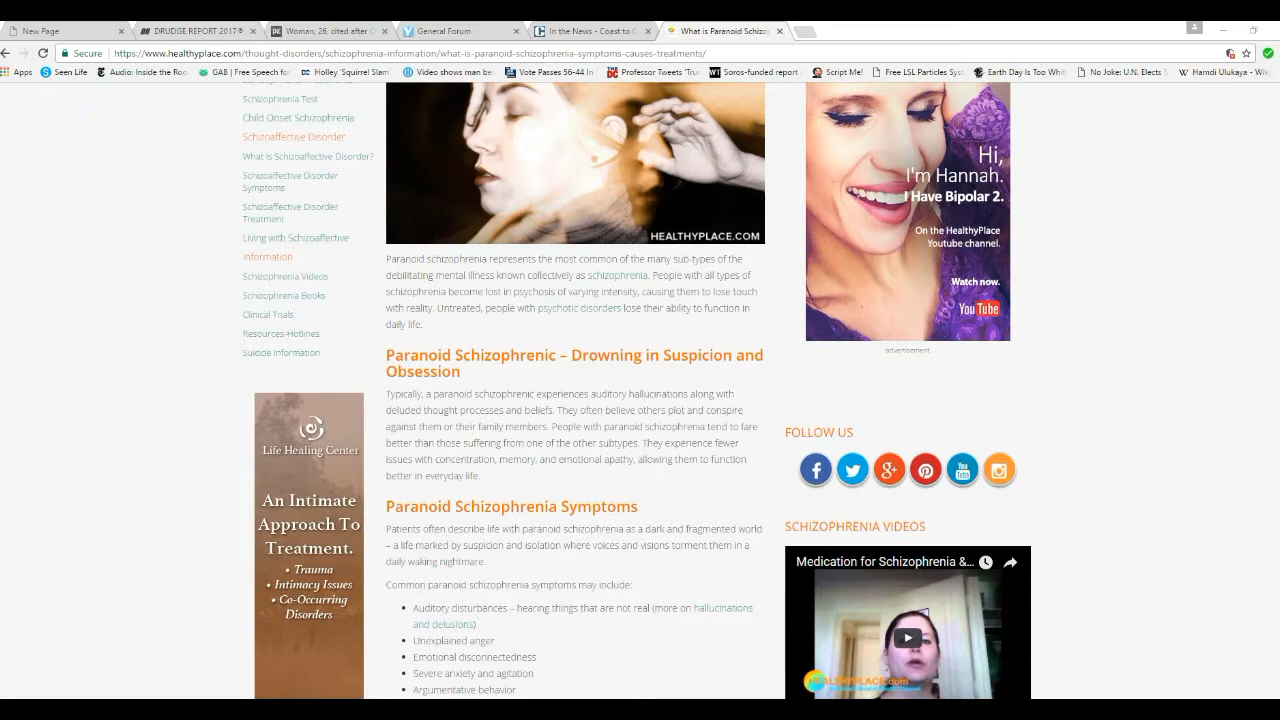 New Page
DRUDGE REPORT 2017®
Woman, 26, cited after
General Forum
In the News - Coast to C
What is Paranoid Schizop
Secure
https://www.healthyplace.com/thought-disorders/schizophrenia-information/what-is-paranoid-schizophrenia-symptoms-causes-treatments/
Apps
Seen Life
Audio: Inside the Roo
GAB | Free Speech fo
Holley 'Squirrel' Slam
Video shows man be
Vote Passes 56-44 In
Professor Tweets 'Tru
Soros-funded report
Script Me!
Free LSL Particles Sys
Earth Day Is Too Whit
No Joke: U.N. Elects S
Hamdi Ulukaya - Wik
Schizophrenia Test
Child Onset Schizophrenia
Schizoaffective Disorder
What is Schizoaffective Disorder?
Schizoaffective Disorder
Symptoms
Schizoaffective Disorder
Treatment
Living with Schizoaffective
Information
Schizophrenia Videos
Schizophrenia Books
Clinical Trials
Resources-Hotlines
Suicide Information
Life Healing Center
An Intimate
Approach To
Treatment.
• Trauma
• Intimacy Issues
• Co-Occurring
Disorders
HEALTHYPLACE.COM
Paranoid schizophrenia represents the most common of the many sub-types of the
debilitating mental illness known collectively as schizophrenia. People with all types of
schizophrenia become lost in psychosis of varying intensity, causing them to lose touch
with reality. Untreated, people with psychotic disorders lose their ability to function in
daily life.
Paranoid Schizophrenic – Drowning in Suspicion and
Obsession
Typically, a paranoid schizophrenic experiences auditory hallucinations along with
deluded thought processes and beliefs. They often believe others plot and conspire
against them or their family members. People with paranoid schizophrenia tend to fare
better than those suffering from one of the other subtypes. They experience fewer
issues with concentration, memory, and emotional apathy, allowing them to function
better in everyday life.
Paranoid Schizophrenia Symptoms
Patients often describe life with paranoid schizophrenia as a dark and fragmented world
– a life marked by suspicion and isolation where voices and visions torment them in a
daily waking nightmare.
Common paranoid schizophrenia symptoms may include:
• Auditory disturbances – hearing things that are not real (more on hallucinations
and delusions)
• Unexplained anger
• Emotional disconnectedness
• Severe anxiety and agitation
• Argumentative behavior
Hi,
I'm Hannah.
I Have Bipolar 2.
On the HealthyPlace
Youtube channel.
Watch now.
YouTube
advertisement
FOLLOW US
SCHIZOPHRENIA VIDEOS
Medication for Schizophrenia &...
HEALTHYPLACE.com